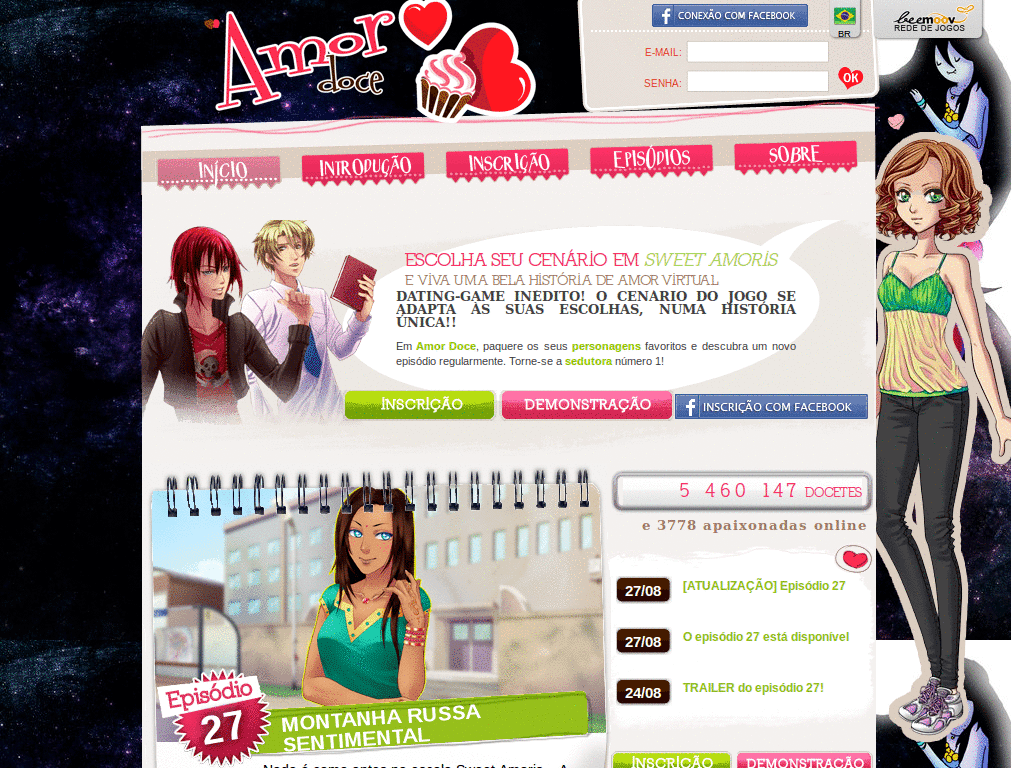 Amor doce
CONEXÃO COM FACEBOOK
BR
beemoov
REDE DE JOGOS
E-MAIL:
SENHA:
OK
INÍCIO
INTRODUÇÃO
INSCRIÇÃO
EPISÓDIOS
SOBRE
ESCOLHA SEU CENÁRIO EM SWEET AMORIS
E VIVA UMA BELA HISTÓRIA DE AMOR VIRTUAL
DATING-GAME INEDITO! O CENARIO DO JOGO SE
ADAPTA ÀS SUAS ESCOLHAS, NUMA HISTÓRIA
ÚNICA!!
Em Amor Doce, paquere os seus personagens favoritos e descubra um novo
episódio regularmente. Torne-se a sedutora número 1!
INSCRIÇÃO
DEMONSTRAÇÃO
INSCRIÇÃO COM FACEBOOK
5 460 147 DOCETES
e 3778 apaixonadas online
27/08 [ATUALIZAÇÃO] Episódio 27
27/08 O episódio 27 está disponível
24/08 TRAILER do episódio 27!
Episódio
27
MONTANHA RUSSA
SENTIMENTAL
INSCRIÇÃO
DEMONSTRAÇÃO
Nada é como antes na escola Sweet Amoris... A